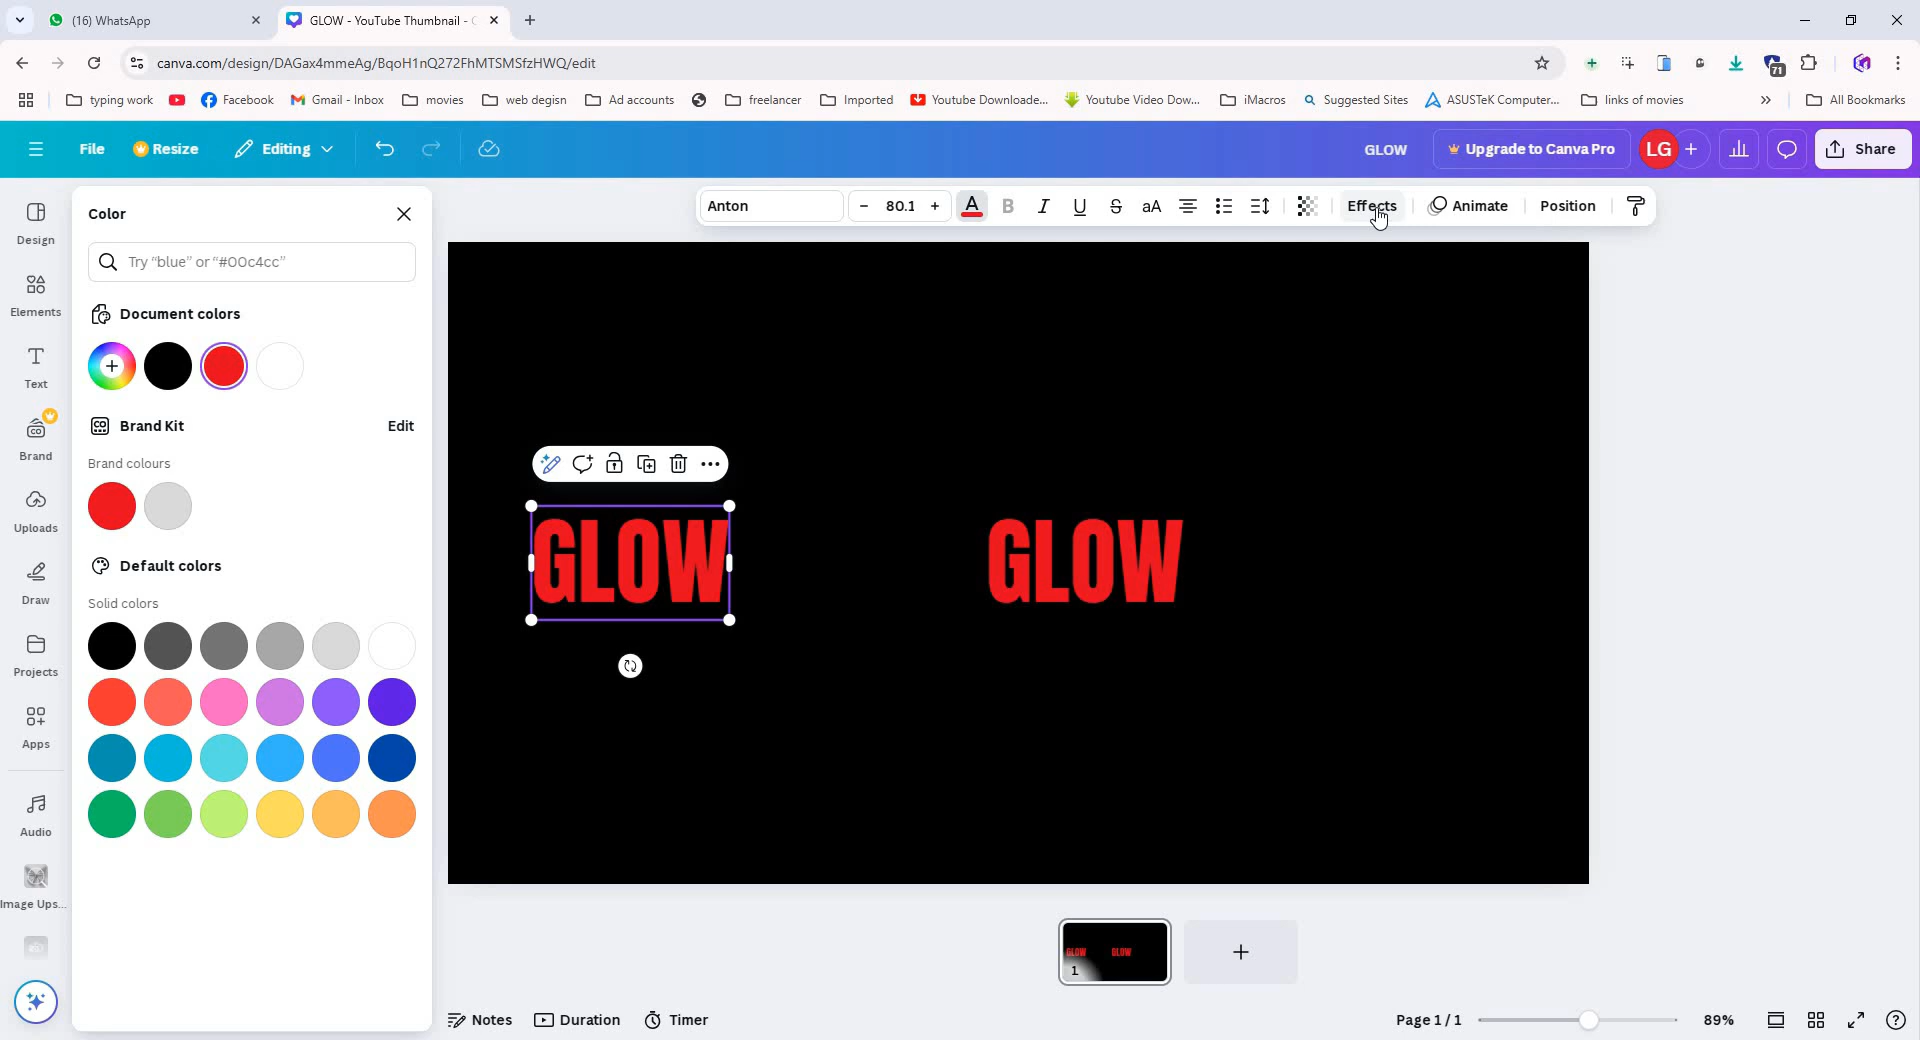 (16) WhatsApp
GLOW - YouTube Thumbnail -
canva.com/design/DAGax4mmeAg/BqoH1nQ272FhMTSMSfzHWQ/edit
71
typing work
Facebook
Gmail - Inbox
movies
web degisn
Ad accounts
freelancer
Imported
Youtube Downloade...
Youtube Video Dow...
iMacros
Suggested Sites
ASUSTeK Computer...
links of movies
»
All Bookmarks
File
Resize
Editing
GLOW
Upgrade to Canva Pro
LG
+
Share
Design
Elements
Text
Brand
Uploads
Draw
Projects
Apps
Audio
Image Ups...
Color
Try “blue” or “#00c4cc”
Document colors
Brand Kit
Edit
Brand colours
Default colors
Solid colors
Anton
– 80.1 +
A B I U S aA
Effects
Animate
Position
GLOW
GLOW
GLOW GLOW
1
+
Notes
Duration
Timer
Page 1 / 1
89%